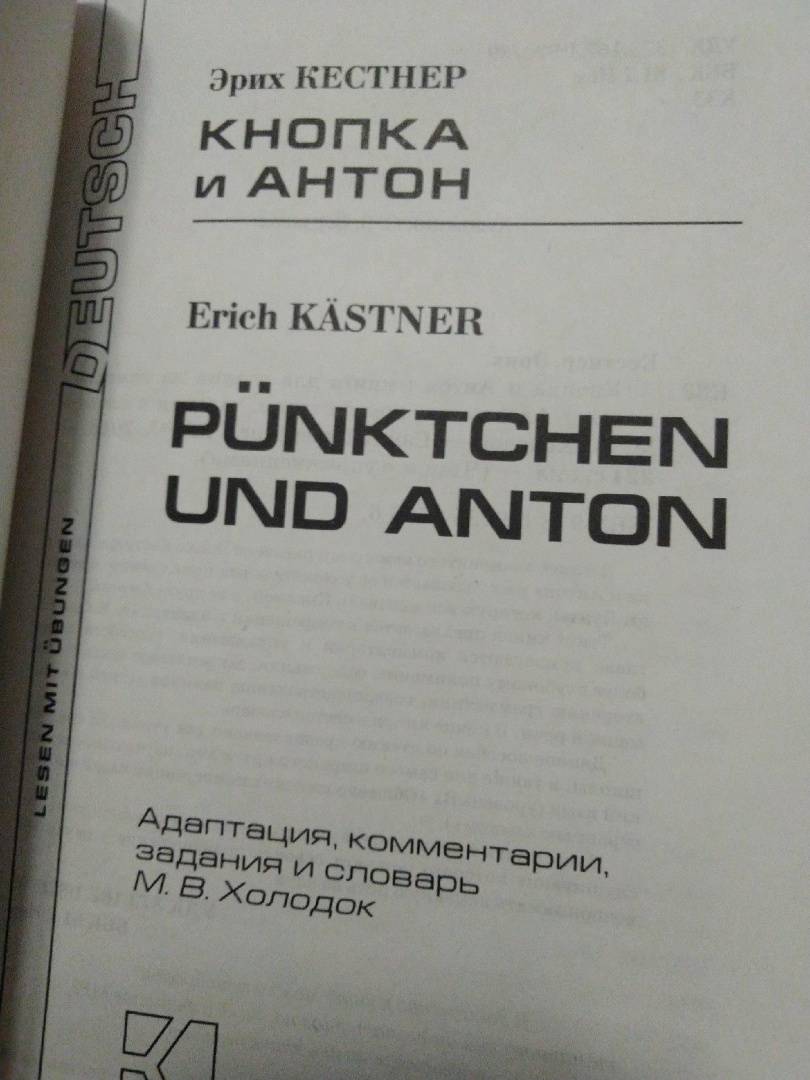 Эрих КЕСТНЕР
КНОПКА
и АНТОН
Erich KÄSTNER
PÜNKTCHEN
UND ANTON
Адаптация, комментарии,
задания и словарь
М. В. Холодок
DEUTSCH
LESEN MIT ÜBUNGEN